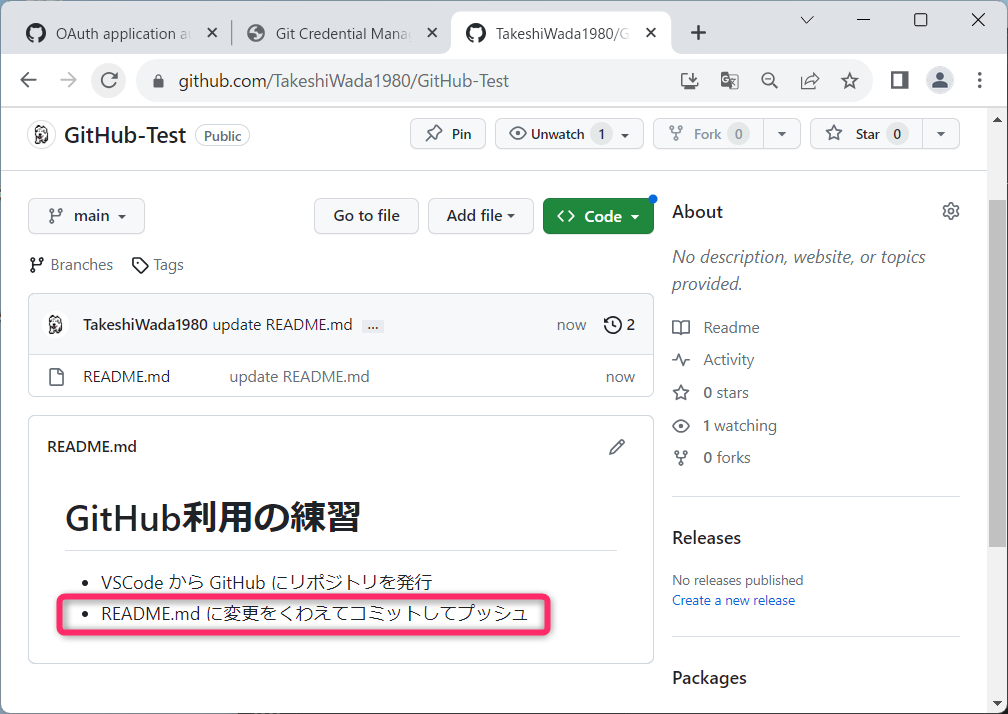 OAuth application a
Git Credential Mana
TakeshiWada1980/G
github.com/TakeshiWada1980/GitHub-Test
GitHub-Test Public
Pin
Unwatch 1
Fork 0
Star 0
main
Go to file
Add file
<> Code
Branches
Tags
TakeshiWada1980 update README.md ... now 2
README.md update README.md now
README.md
GitHub利用の練習
• VSCode から GitHub にリポジトリを発行
• README.md に変更をくわえてコミットしてプッシュ
About
No description, website, or topics
provided.
Readme
Activity
0 stars
1 watching
0 forks
Releases
No releases published
Create a new release
Packages